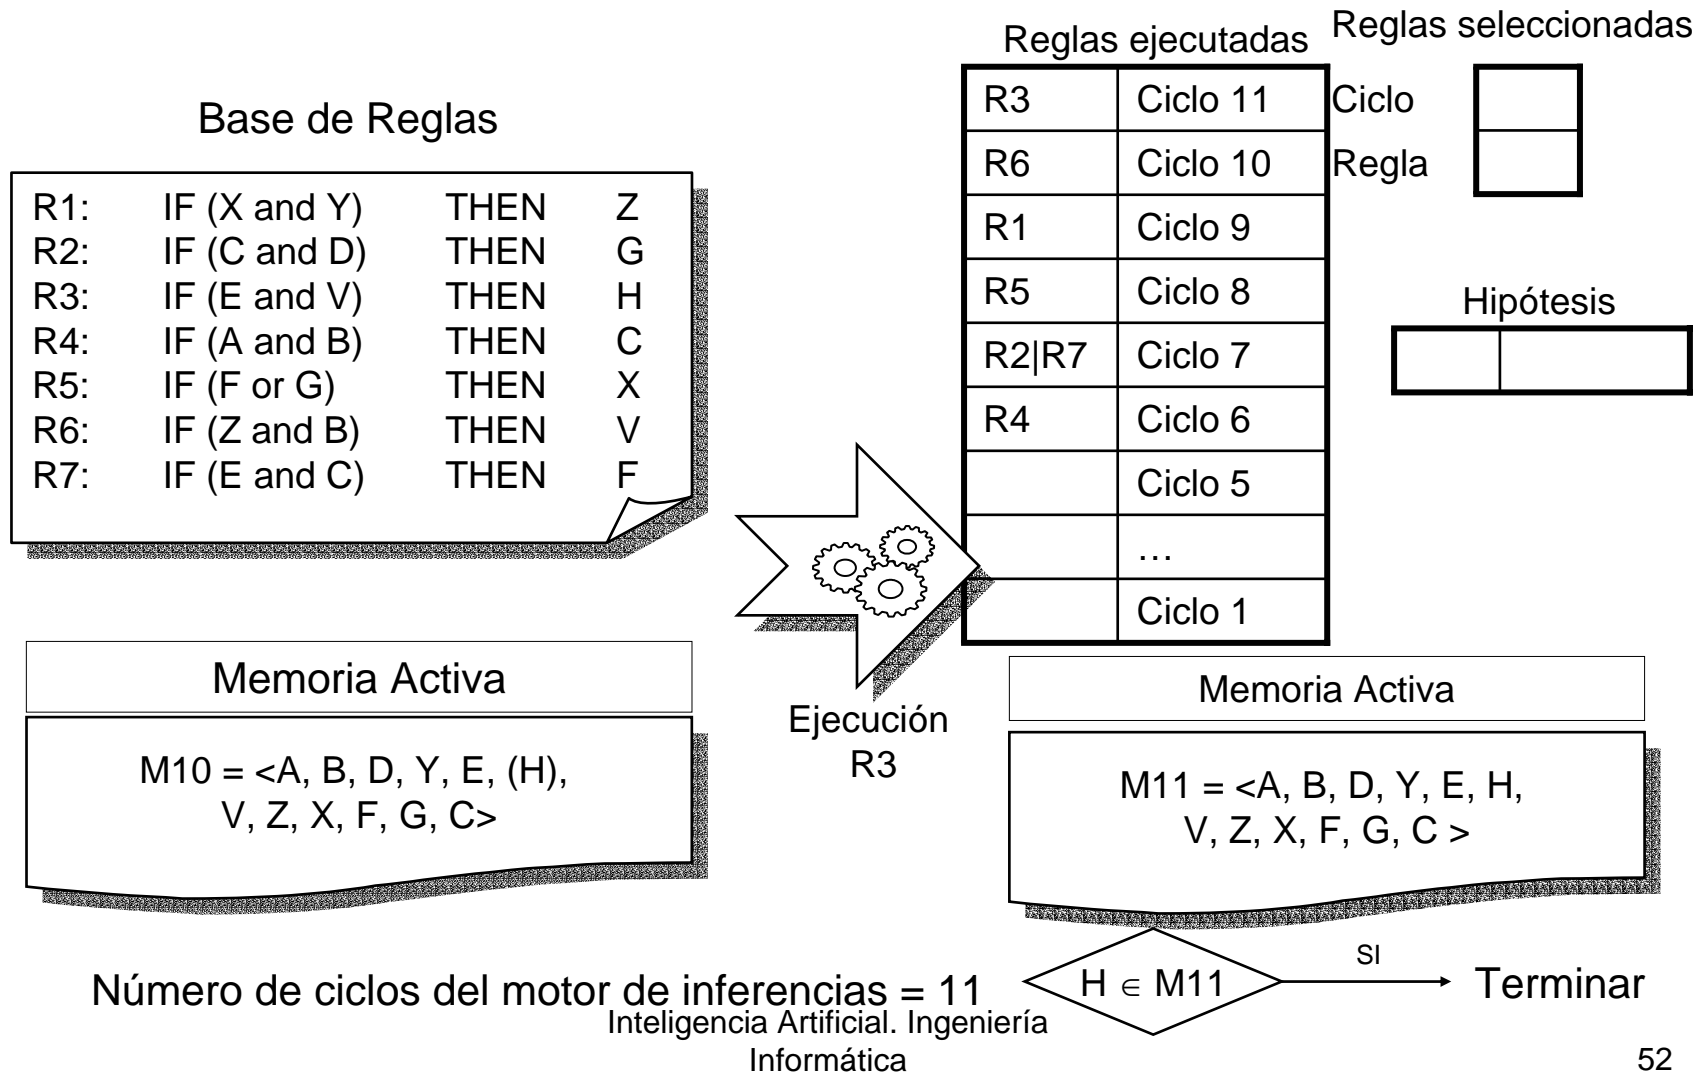 Base de Reglas
R1: IF (X and Y) THEN Z
R2: IF (C and D) THEN G
R3: IF (E and V) THEN H
R4: IF (A and B) THEN C
R5: IF (F or G) THEN X
R6: IF (Z and B) THEN V
R7: IF (E and C) THEN F
Reglas ejecutadas
R3 Ciclo 11
R6 Ciclo 10
R1 Ciclo 9
R5 Ciclo 8
R2|R7 Ciclo 7
R4 Ciclo 6
Ciclo 5
…
Ciclo 1
Reglas seleccionadas
Ciclo
Regla
Hipótesis
Memoria Activa
M10 = <A, B, D, Y, E, (H),
V, Z, X, F, G, C>
Ejecución
R3
Memoria Activa
M11 = <A, B, D, Y, E, H,
V, Z, X, F, G, C >
Número de ciclos del motor de inferencias = 11
H ∈ M11
SI
Terminar
Inteligencia Artificial. Ingeniería
Informática
52